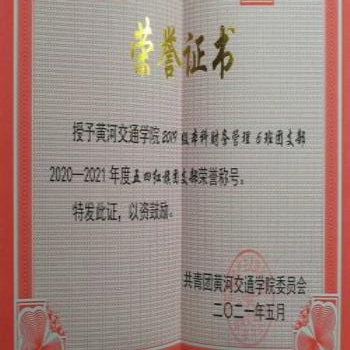 荣誉证书
授予黄河交通学院2019级本科财务管理6班团支部
2020—2021年度五四红旗团支部荣誉称号。
特发此证，以资鼓励。
共青团黄河交通学院委员会
二〇二一年五月